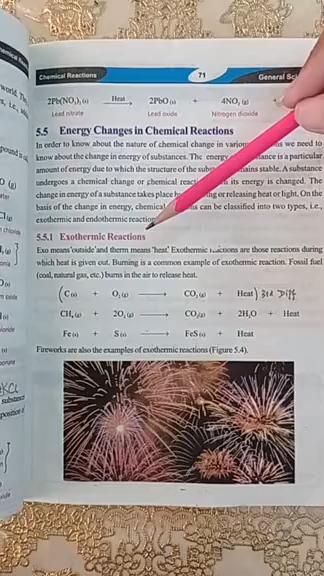 Chemical Reactions 71 General Sci
2Pb(NO₃)₂(s) Heat → 2PbO(s) + 4NO₂(g)
Lead nitrate Lead oxide Nitrogen dioxide
5.5 Energy Changes in Chemical Reactions
In order to know about the nature of change in we need to
know about the change in energy of substances. The energy is a particular
amount of energy due to which the structure of the stable. A substance
undergoes a chemical change or chemical its energy is changed. The
change in energy of a substance takes place or releasing heat or light. On the
basis of the change in energy, chemical can be classified into two types, i.e.,
exothermic and endothermic
5.5.1 Exothermic Reactions
Exo means 'outside' and therm means 'heat'. Exothermic reactions are those reactions during
which heat is given out. Burning is a common example of exothermic reaction. Fossil fuel
(coal, natural gas, etc.) burns in the air to release heat.
(C(s) + O₂(g) → CO₂(g) + Heat)
CH₄(g) + 2O₂(g) → CO₂(g) + 2H₂O + Heat
Fe(s) + S(s) → FeS(s) + Heat
Fireworks are also the examples of exothermic reactions (Figure 5.4).